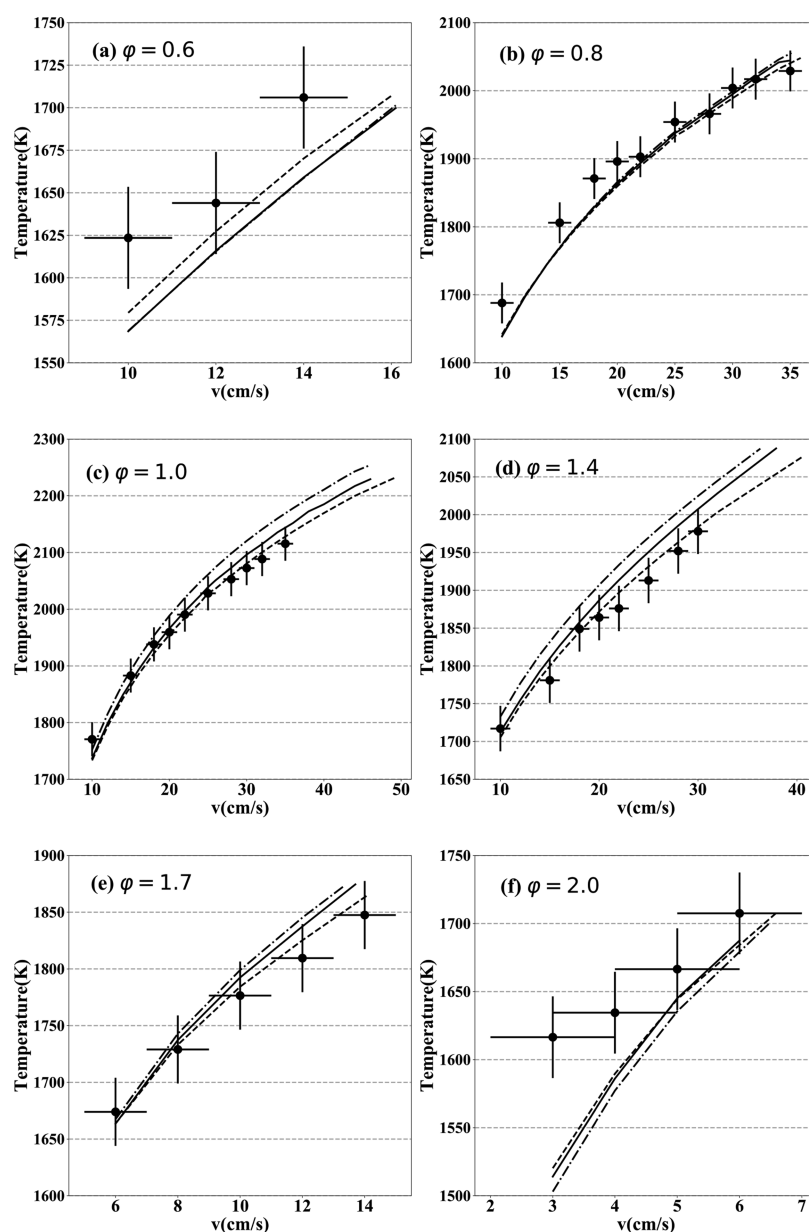 1750
(a) φ = 0.6
1725
1700
1675
1650
1625
1600
1575
1550
Temperature(K)
10 12 14 16
v(cm/s)
2100
(b) φ = 0.8
2000
1900
1800
1700
1600
Temperature(K)
10 15 20 25 30 35
v(cm/s)
2300
(c) φ = 1.0
2200
2100
2000
1900
1800
1700
Temperature(K)
10 20 30 40 50
v(cm/s)
2100
(d) φ = 1.4
2050
2000
1950
1900
1850
1800
1750
1700
1650
Temperature(K)
10 20 30 40
v(cm/s)
1900
(e) φ = 1.7
1850
1800
1750
1700
1650
1600
Temperature(K)
6 8 10 12 14
v(cm/s)
1750
(f) φ = 2.0
1700
1650
1600
1550
1500
Temperature(K)
2 3 4 5 6 7
v(cm/s)